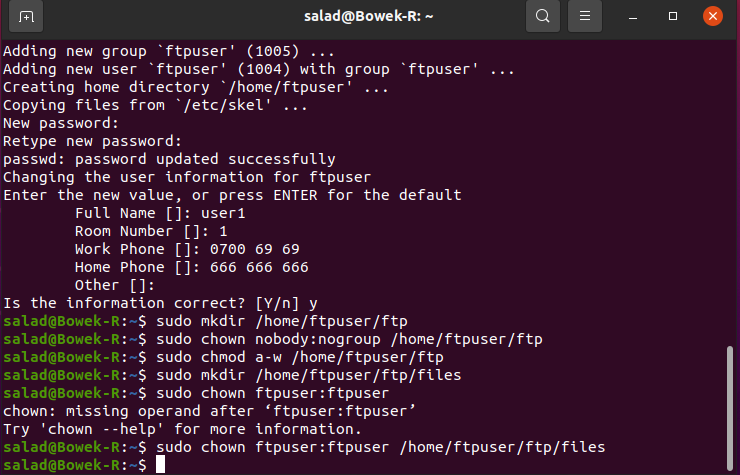 salad@Bowek-R: ~
Adding new group `ftpuser' (1005) ...
Adding new user `ftpuser' (1004) with group `ftpuser' ...
Creating home directory `/home/ftpuser' ...
Copying files from `/etc/skel' ...
New password:
Retype new password:
passwd: password updated successfully
Changing the user information for ftpuser
Enter the new value, or press ENTER for the default
Full Name []: user1
Room Number []: 1
Work Phone []: 0700 69 69
Home Phone []: 666 666 666
Other []:
Is the information correct? [Y/n] y
salad@Bowek-R:~$ sudo mkdir /home/ftpuser/ftp
salad@Bowek-R:~$ sudo chown nobody:nogroup /home/ftpuser/ftp
salad@Bowek-R:~$ sudo chmod a-w /home/ftpuser/ftp
salad@Bowek-R:~$ sudo mkdir /home/ftpuser/ftp/files
salad@Bowek-R:~$ sudo chown ftpuser:ftpuser
chown: missing operand after ‘ftpuser:ftpuser’
Try 'chown --help' for more information.
salad@Bowek-R:~$ sudo chown ftpuser:ftpuser /home/ftpuser/ftp/files
salad@Bowek-R:~$